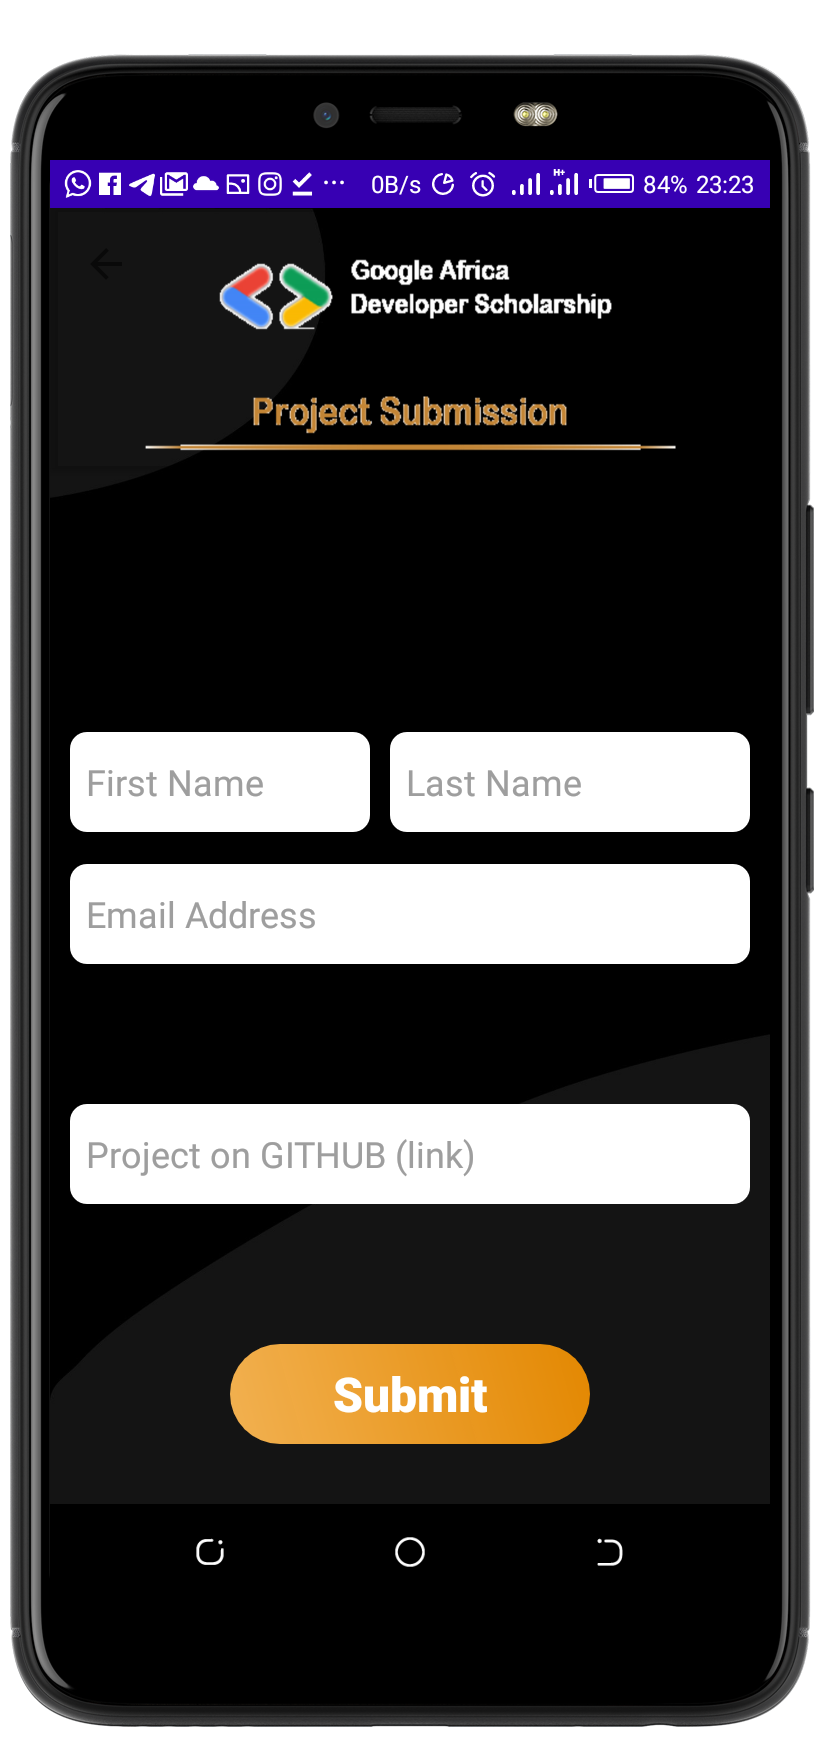 0B/s H+ 84% 23:23
Google Africa
Developer Scholarship
Project Submission
First Name Last Name
Email Address
Project on GITHUB (link)
Submit